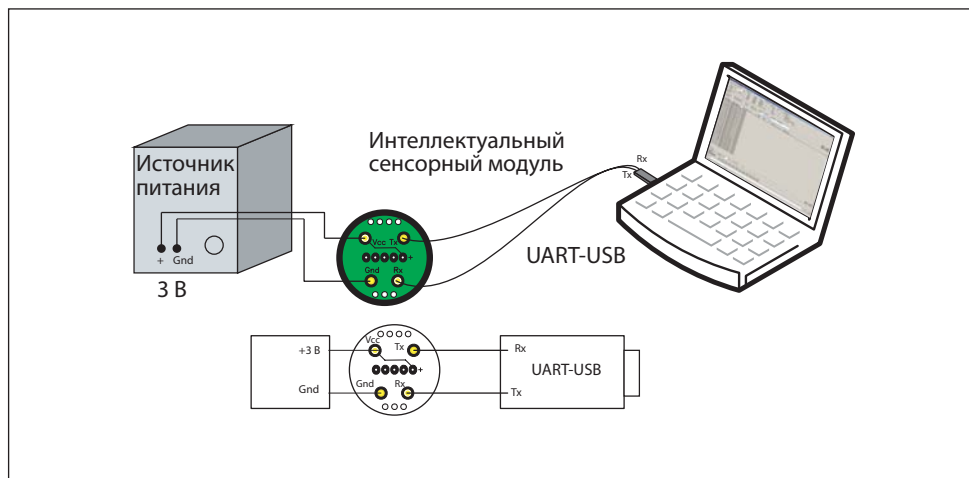 Источник
питания
+ Gnd
3 В
Интеллектуальный
сенсорный модуль
Vcc Tx
+
Gnd Rx
Rx
Tx
UART-USB
+3 В
Gnd
Vcc
Tx
+
Gnd
Rx
Rx
UART-USB
Tx